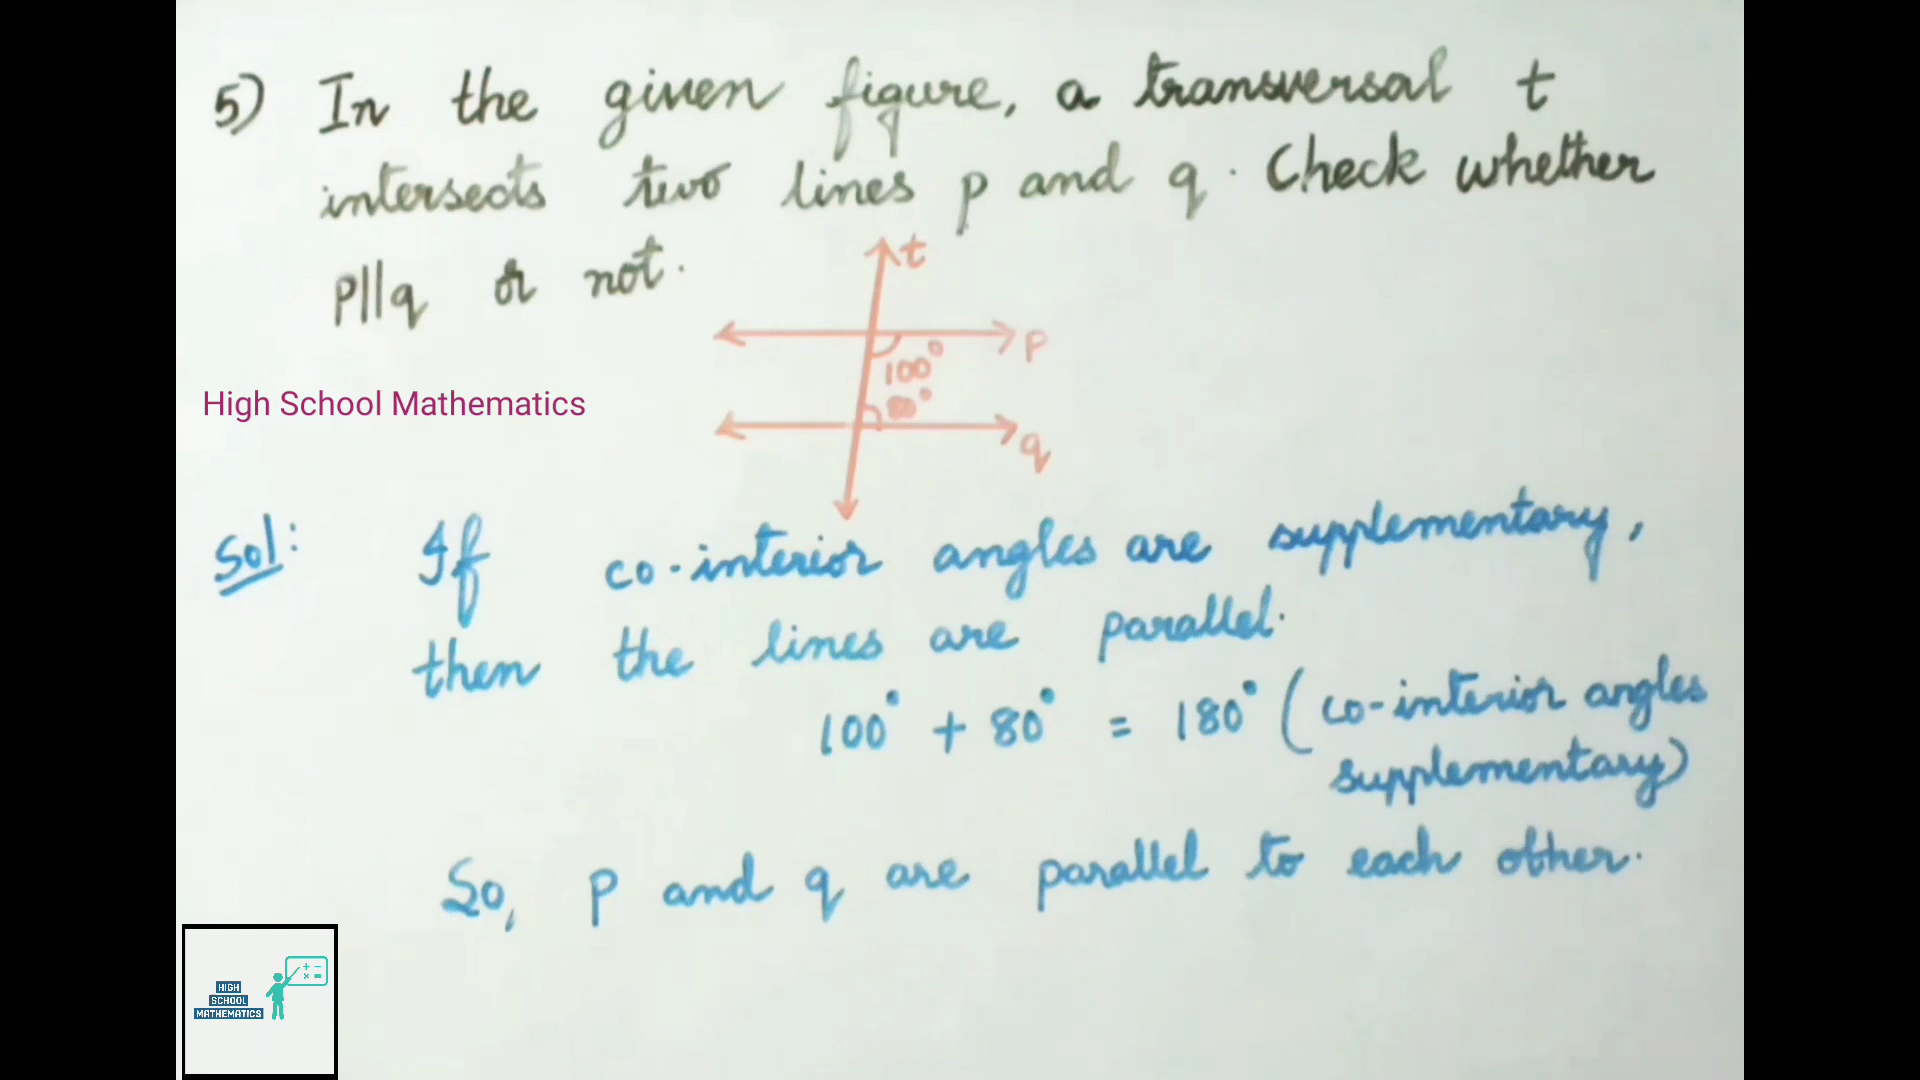 5) In the given figure, a transversal t
intersects two lines p and q. Check whether
p||q or not.
t
p
100°
80°
q
High School Mathematics
Sol:
If co-interior angles are supplementary,
then the lines are parallel.
100° + 80° = 180° (co-interior angles
supplementary)
So, p and q are parallel to each other.
+ -
× =
HIGH
SCHOOL
MATHEMATICS